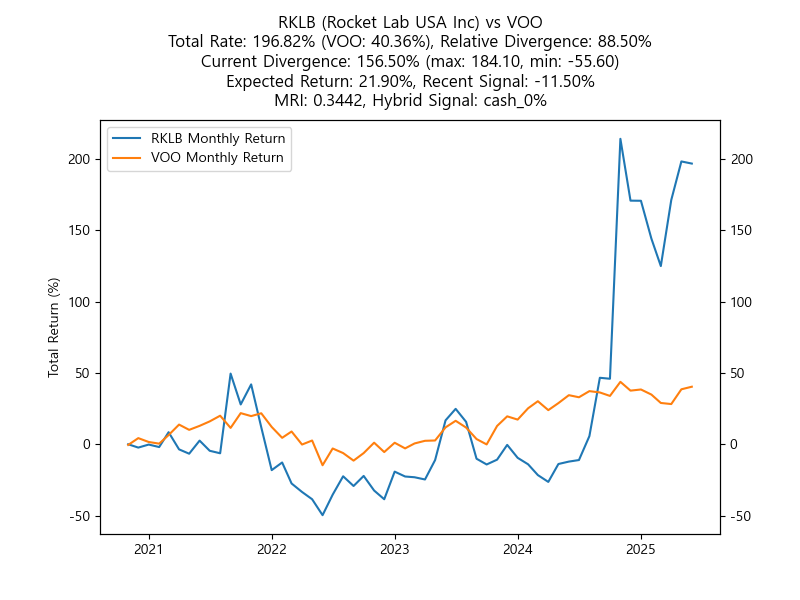 RKLB (Rocket Lab USA Inc) vs VOO
Total Rate: 196.82% (VOO: 40.36%), Relative Divergence: 88.50%
Current Divergence: 156.50% (max: 184.10, min: -55.60)
Expected Return: 21.90%, Recent Signal: -11.50%
MRI: 0.3442, Hybrid Signal: cash_0%
RKLB Monthly Return
VOO Monthly Return
Total Return (%)
200
150
100
50
0
-50
200
150
100
50
0
-50
2021
2022
2023
2024
2025